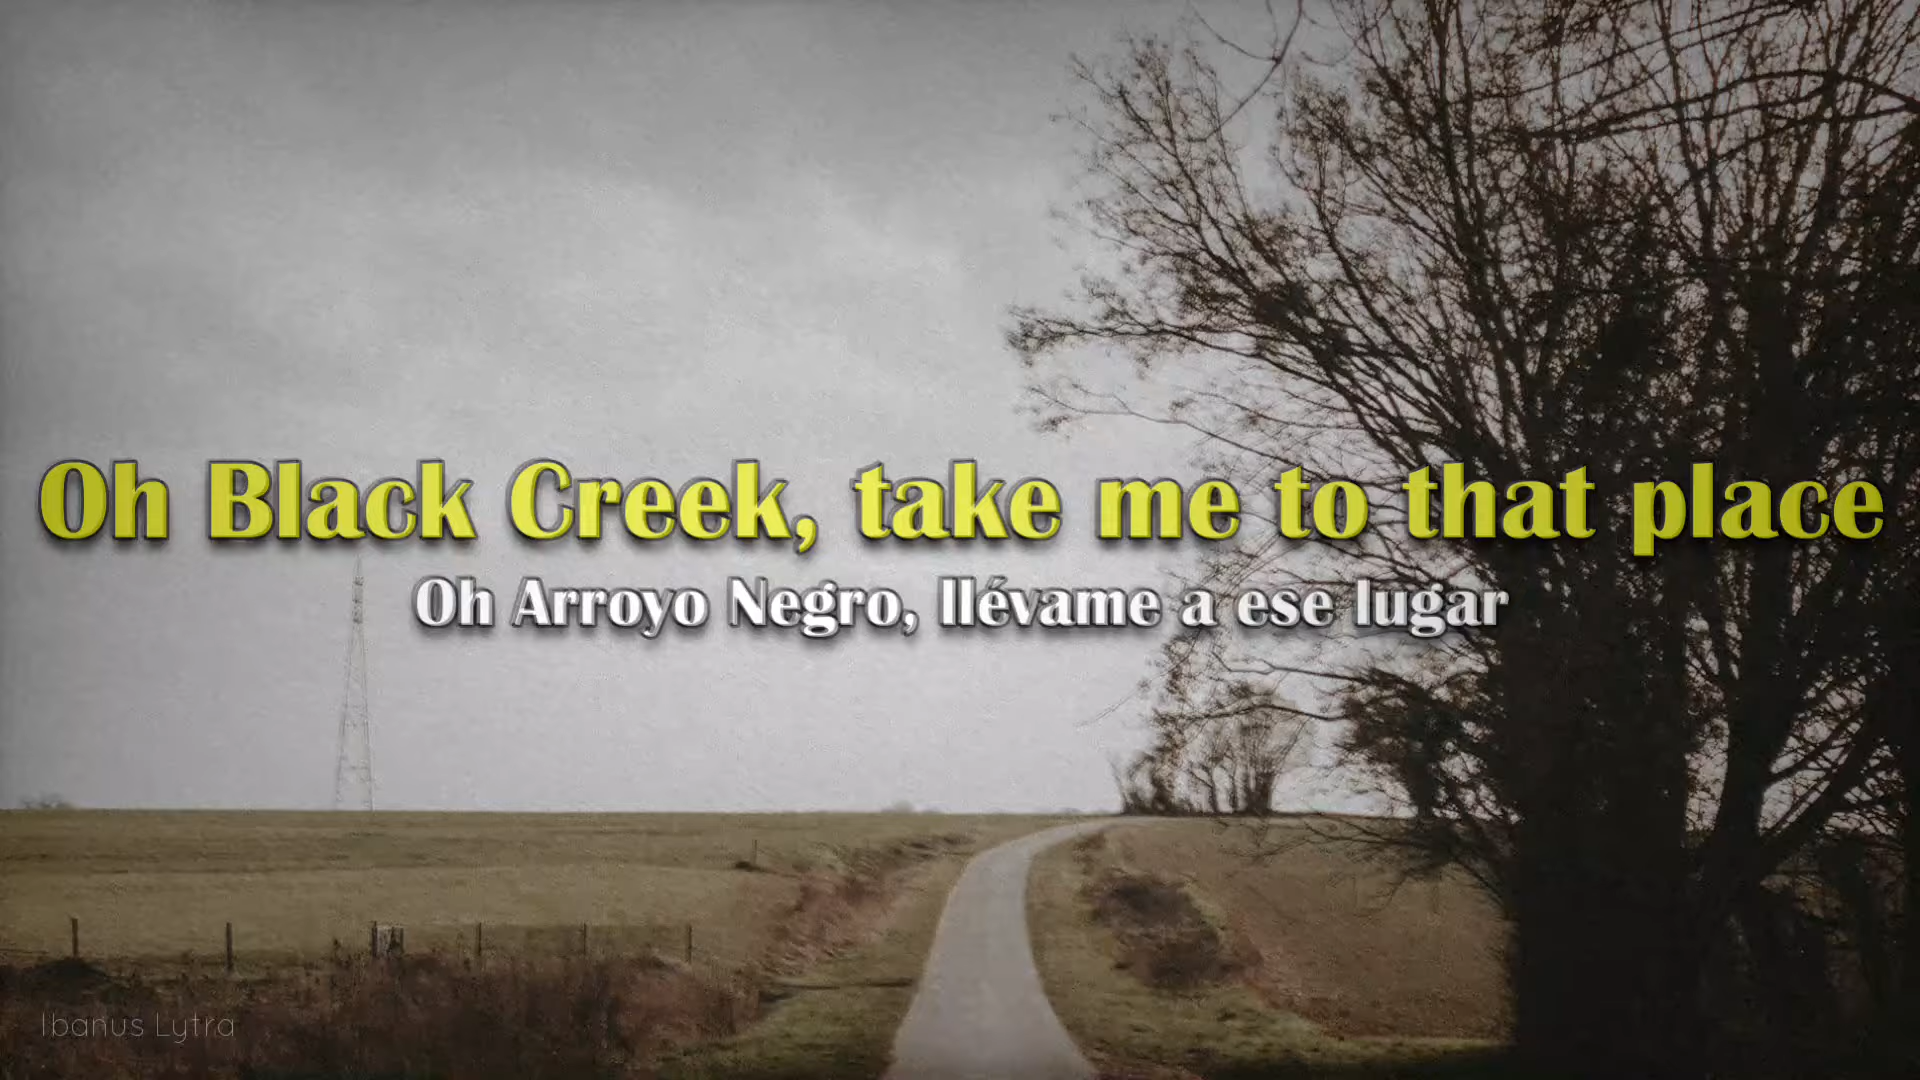 Oh Black Creek, take me to that place
Oh Arroyo Negro, llévame a ese lugar
Ibanus Lytra